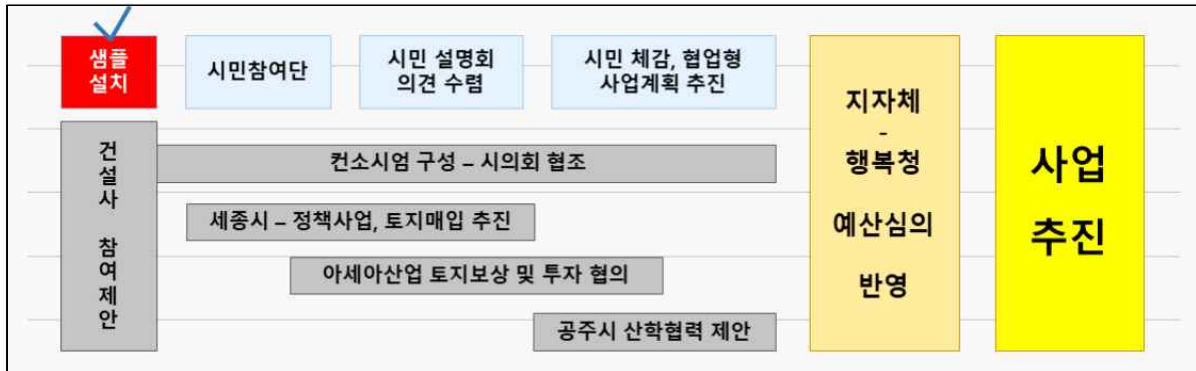 샘플
설치
시민참여단
시민 설명회
의견 수렴
시민 체감, 협업형
사업계획 추진
건설사 참여제안
컨소시엄 구성 – 시의회 협조
세종시 – 정책사업, 토지매입 추진
아세아산업 토지보상 및 투자 협의
공주시 산학협력 제안
지자체
-
행복청
예산심의
반영
사업
추진